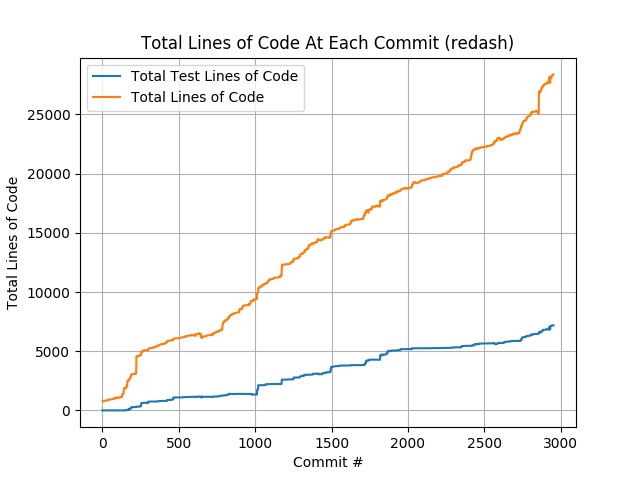 Total Lines of Code At Each Commit (redash)
Total Test Lines of Code
Total Lines of Code
Total Lines of Code
25000
20000
15000
10000
5000
0
0 500 1000 1500 2000 2500 3000
Commit #